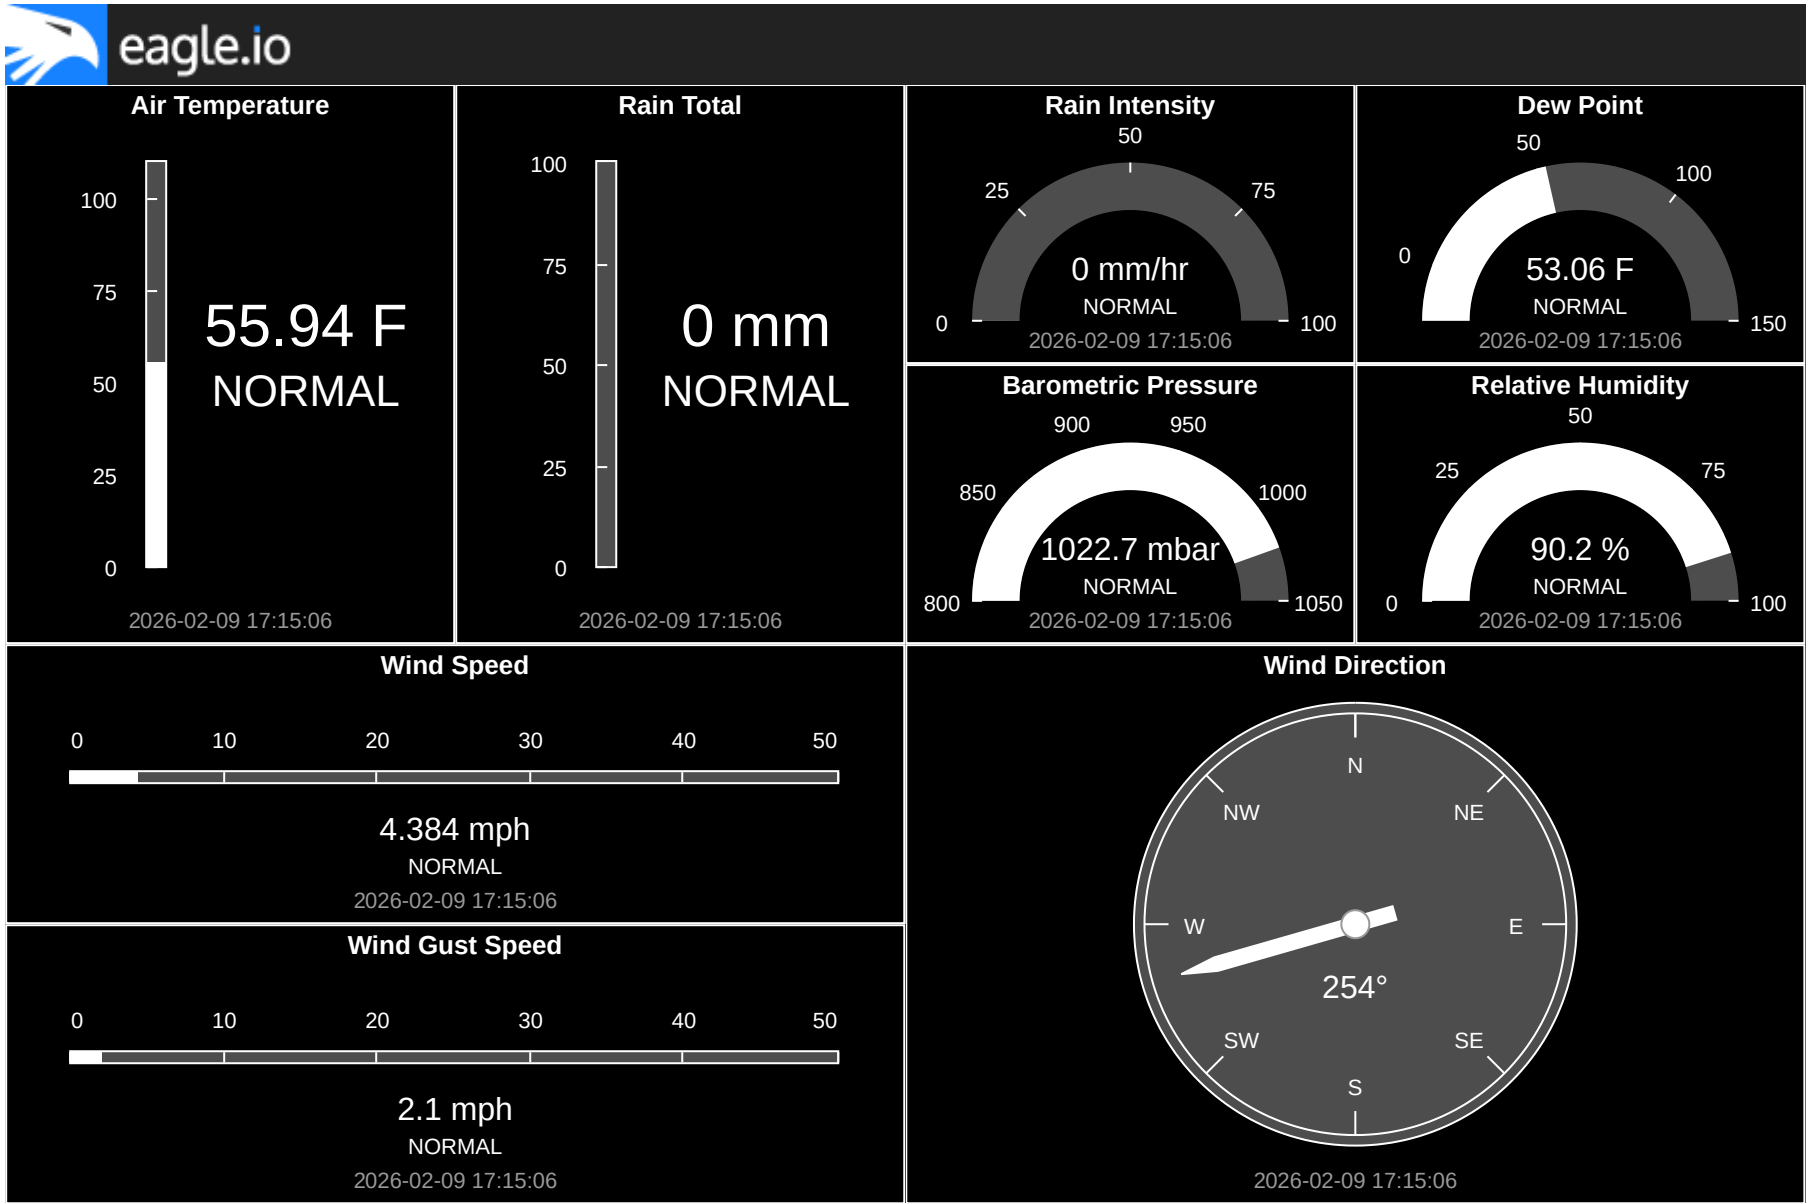 eagle.io
Air Temperature
100
75
50
25
0
55.94 F
NORMAL
2026-02-09 17:15:06
Rain Total
100
75
50
25
0
0 mm
NORMAL
2026-02-09 17:15:06
Rain Intensity
0
25
50
75
100
0 mm/hr
NORMAL
2026-02-09 17:15:06
Dew Point
0
50
100
150
53.06 F
NORMAL
2026-02-09 17:15:06
Barometric Pressure
800
850
900
950
1000
1050
1022.7 mbar
NORMAL
2026-02-09 17:15:06
Relative Humidity
0
25
50
75
100
90.2 %
NORMAL
2026-02-09 17:15:06
Wind Speed
0 10 20 30 40 50
4.384 mph
NORMAL
2026-02-09 17:15:06
Wind Gust Speed
0 10 20 30 40 50
2.1 mph
NORMAL
2026-02-09 17:15:06
Wind Direction
N
NW NE
W E
254°
SW SE
S
2026-02-09 17:15:06